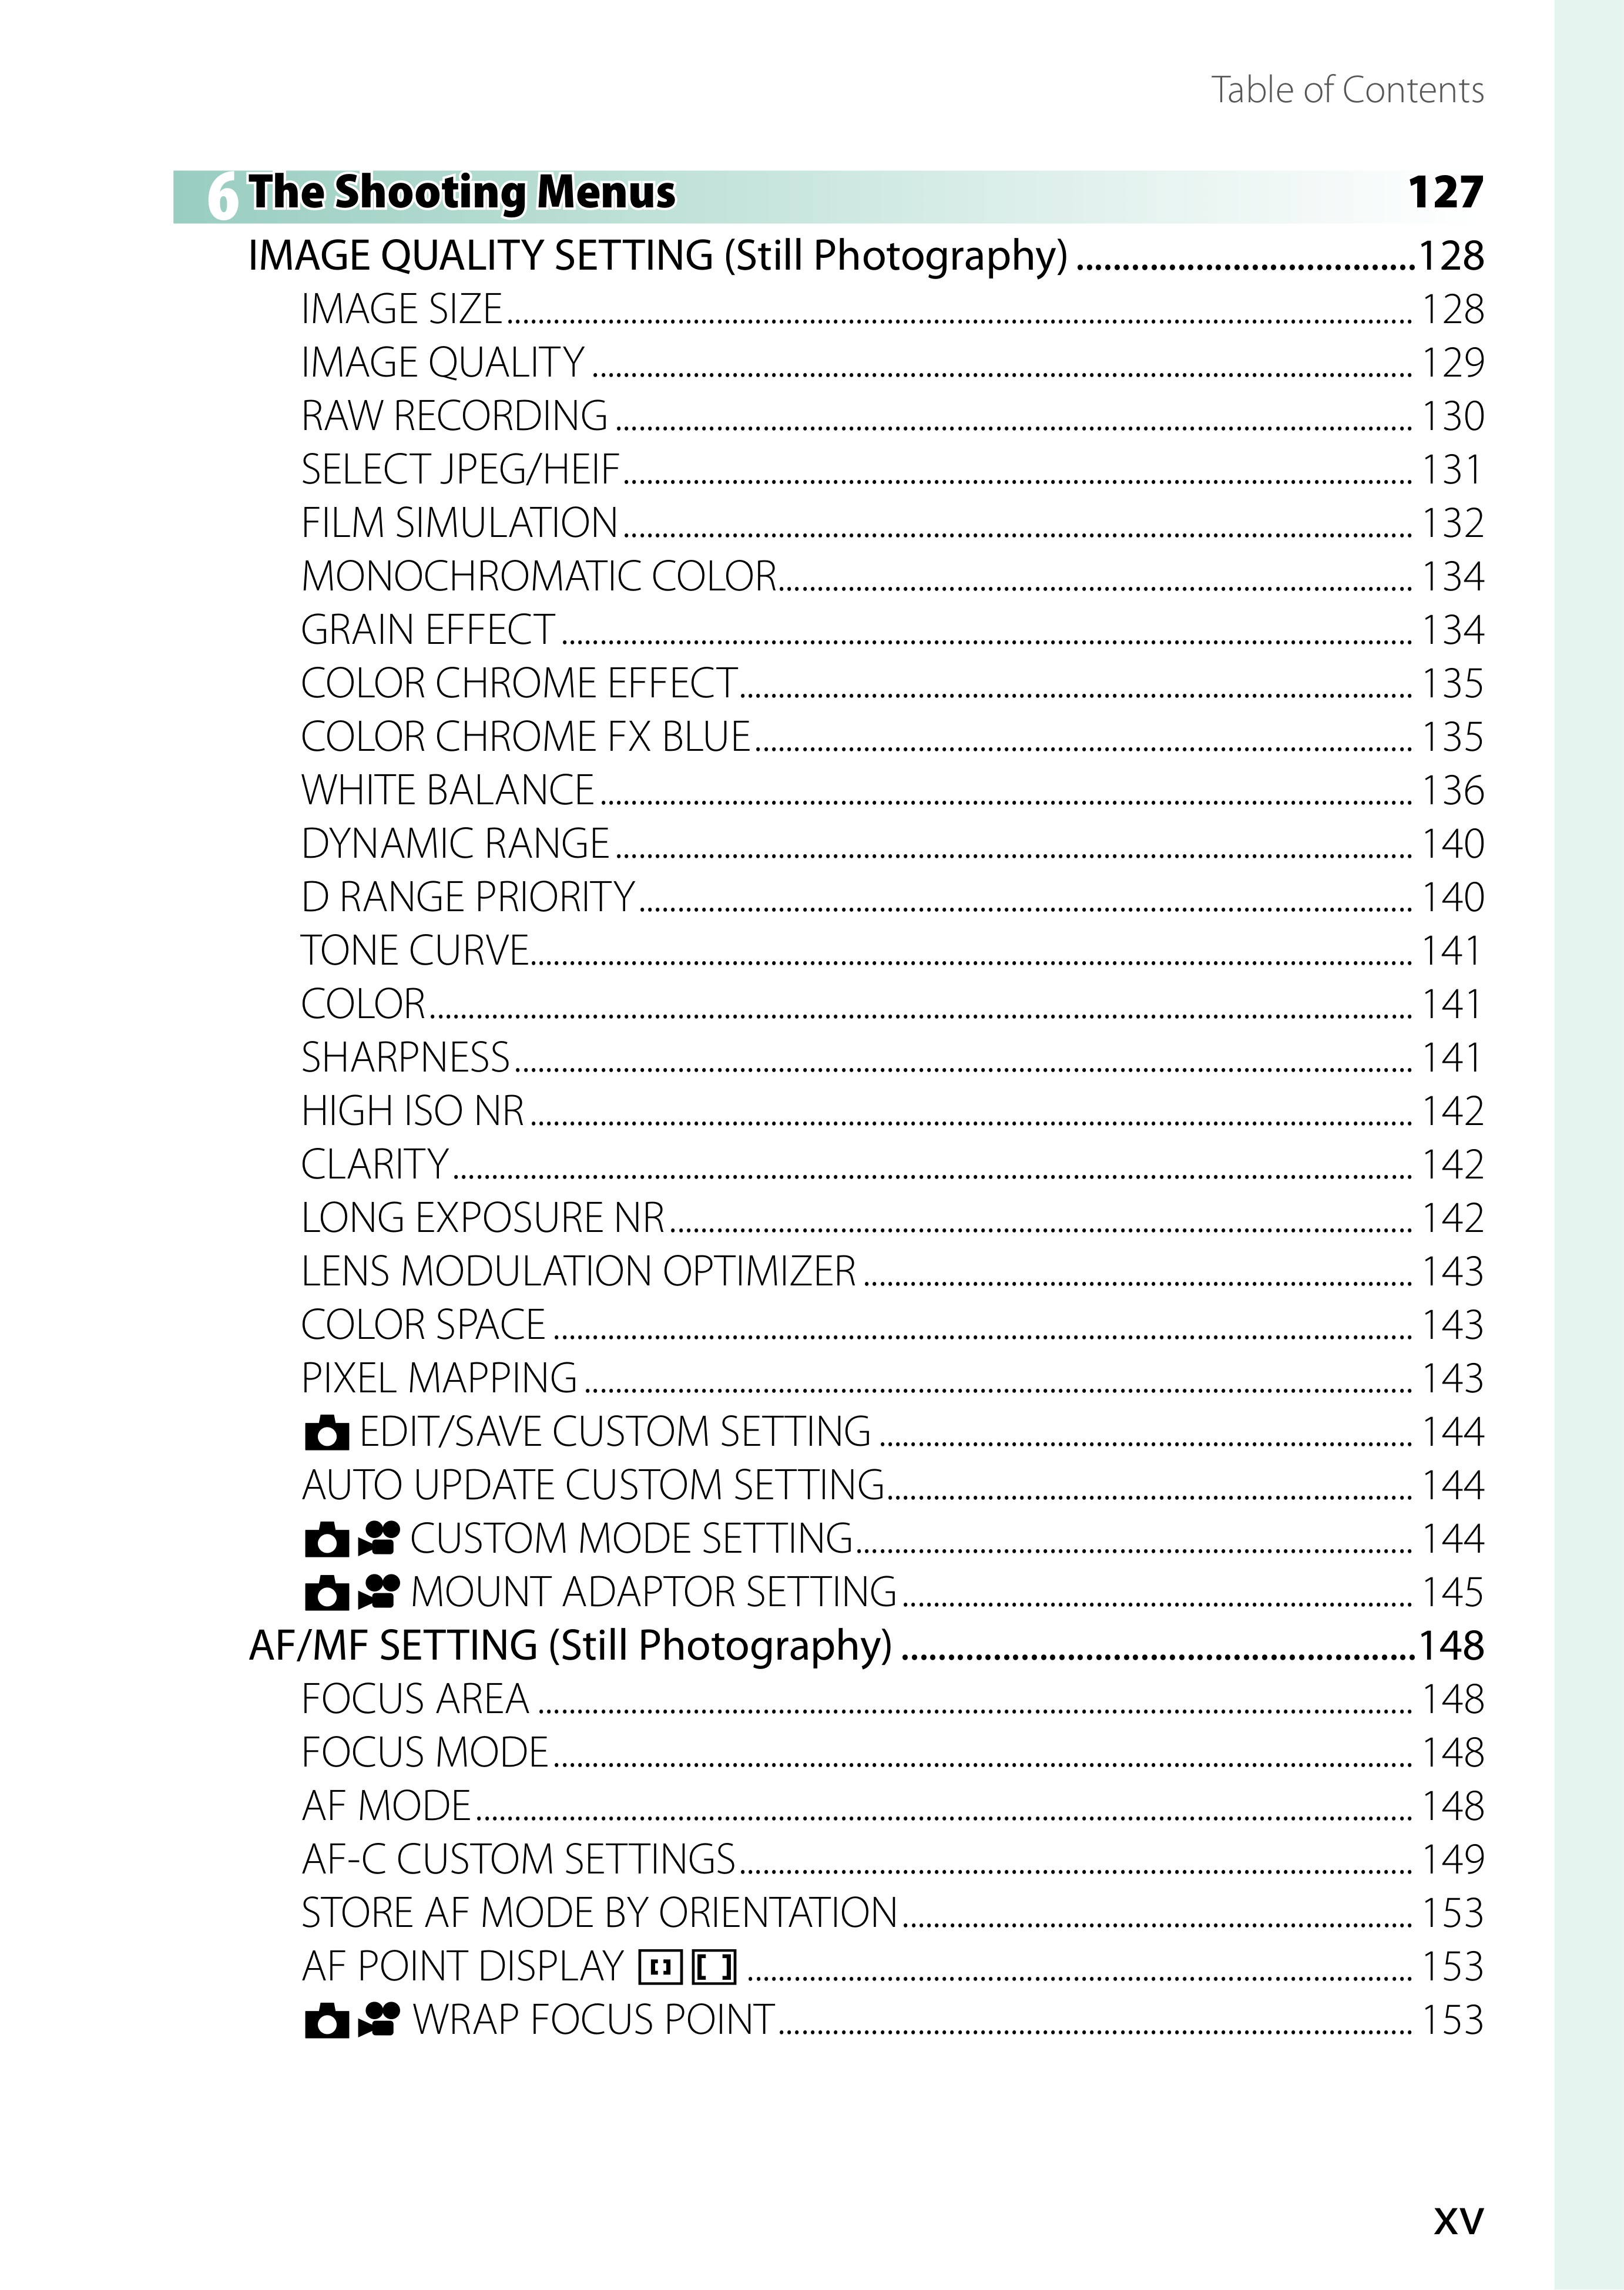 Table of Contents
6 The Shooting Menus 127
IMAGE QUALITY SETTING (Still Photography) ....................................128
IMAGE SIZE.................................................................. 128
IMAGE QUALITY.................................................................. 129
RAW RECORDING.................................................................. 130
SELECT JPEG/HEIF.................................................................. 131
FILM SIMULATION.................................................................. 132
MONOCHROMATIC COLOR.................................................................. 134
GRAIN EFFECT.................................................................. 134
COLOR CHROME EFFECT.................................................................. 135
COLOR CHROME FX BLUE.................................................................. 135
WHITE BALANCE.................................................................. 136
DYNAMIC RANGE.................................................................. 140
D RANGE PRIORITY.................................................................. 140
TONE CURVE.................................................................. 141
COLOR.................................................................. 141
SHARPNESS.................................................................. 141
HIGH ISO NR.................................................................. 142
CLARITY.................................................................. 142
LONG EXPOSURE NR.................................................................. 142
LENS MODULATION OPTIMIZER.................................................................. 143
COLOR SPACE.................................................................. 143
PIXEL MAPPING.................................................................. 143
EDIT/SAVE CUSTOM SETTING.................................................................. 144
AUTO UPDATE CUSTOM SETTING.................................................................. 144
CUSTOM MODE SETTING.................................................................. 144
MOUNT ADAPTOR SETTING.................................................................. 145
AF/MF SETTING (Still Photography) ........................................................148
FOCUS AREA.................................................................. 148
FOCUS MODE.................................................................. 148
AF MODE.................................................................. 148
AF-C CUSTOM SETTINGS.................................................................. 149
STORE AF MODE BY ORIENTATION.................................................................. 153
AF POINT DISPLAY.................................................................. 153
WRAP FOCUS POINT.................................................................. 153
xv